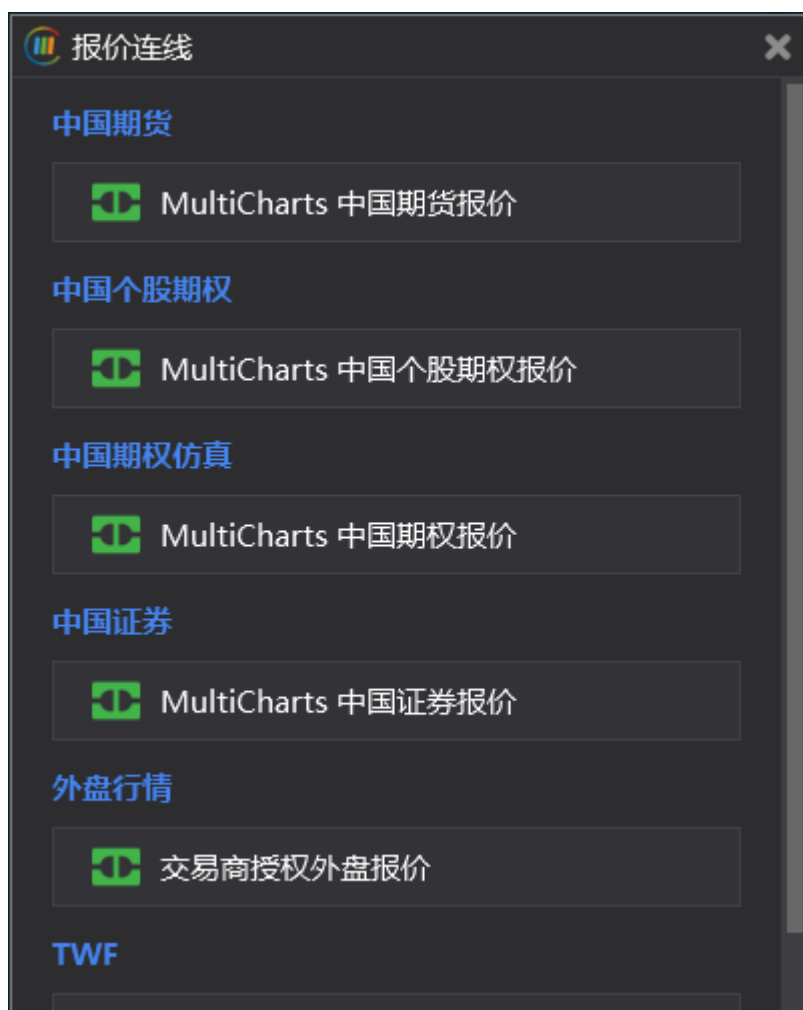 报价连线
中国期货
MultiCharts 中国期货报价
中国个股期权
MultiCharts 中国个股期权报价
中国期权仿真
MultiCharts 中国期权报价
中国证券
MultiCharts 中国证券报价
外盘行情
交易商授权外盘报价
TWF